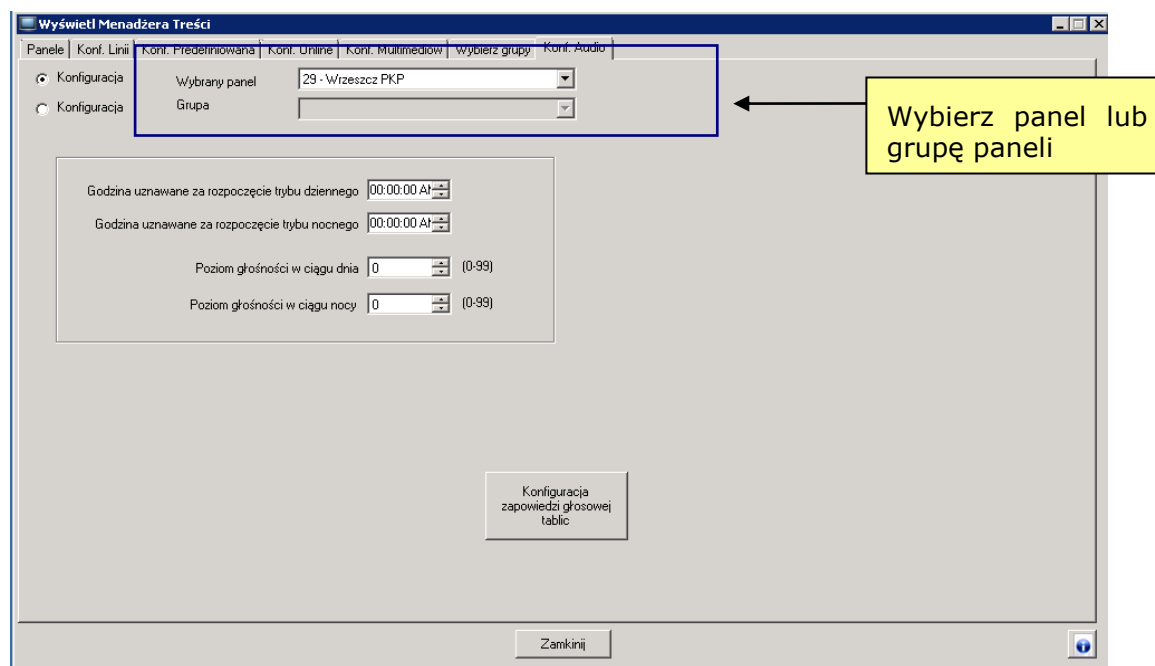 Wyświetl Menadżera Treści
Panele Konf. Linii Konf. Predefiniowana Konf. Online Konf. Multimediów Wybierz grupy Konf. Audio
Konfiguracja Wybrany panel 29 - Wrzeszcz PKP
Konfiguracja Grupa
Wybierz panel lub
grupę paneli
Godzina uznawane za rozpoczęcie trybu dziennego 00:00:00 AM
Godzina uznawane za rozpoczęcie trybu nocnego 00:00:00 AM
Poziom głośności w ciągu dnia 0 (0-99)
Poziom głośności w ciągu nocy 0 (0-99)
Konfiguracja
zapowiedzi głosowej
tablic
Zamkinij